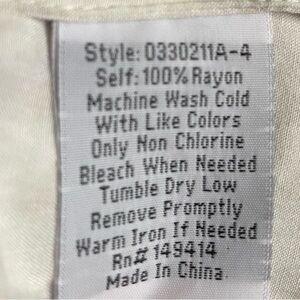 Style: 0330211A-4
Self: 100% Rayon
Machine Wash Cold
With Like Colors
Only Non Chlorine
Bleach When Needed
Tumble Dry Low
Remove Promptly
Warm Iron If Needed
Rn# 149414
Made In China